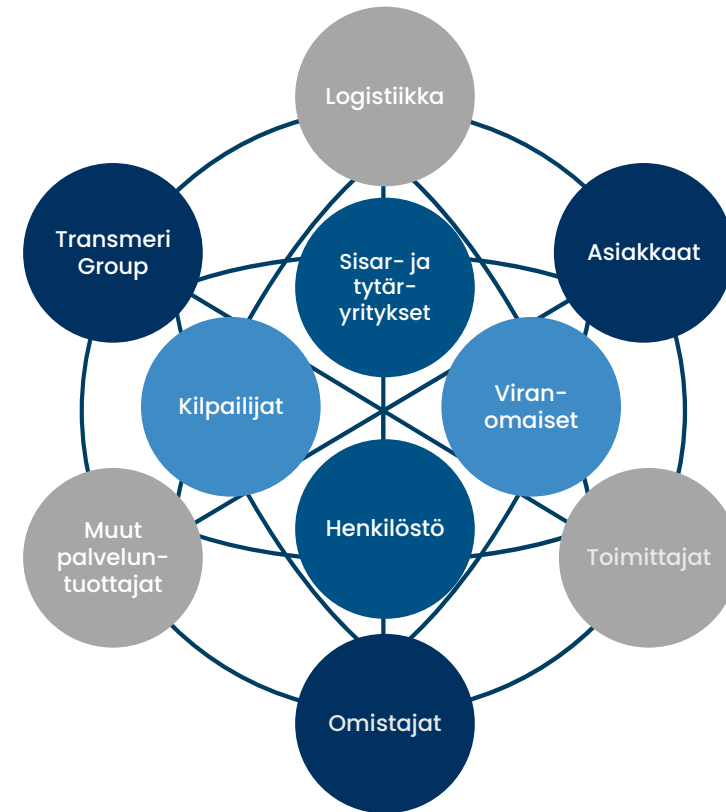 Logistiikka
Transmeri
Group
Asiakkaat
Sisar- ja
tytär-
yritykset
Kilpailijat
Viran-
omaiset
Henkilöstö
Muut
palvelun-
tuottajat
Toimittajat
Omistajat